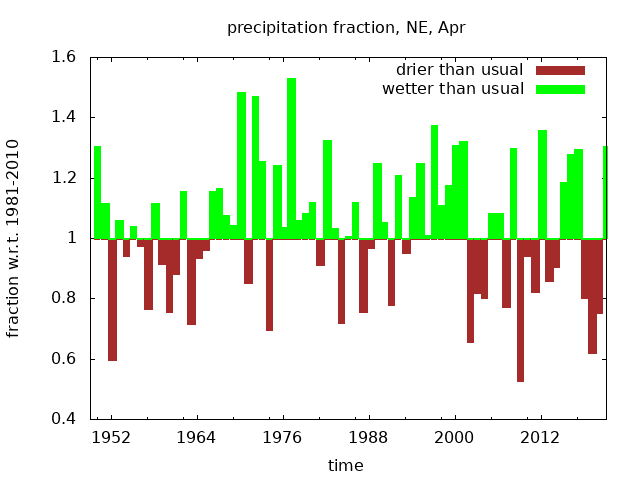 precipitation fraction, NE, Apr
drier than usual
wetter than usual
fraction w.r.t. 1981-2010
1.6
1.4
1.2
1
0.8
0.6
0.4
1952 1964 1976 1988 2000 2012
time